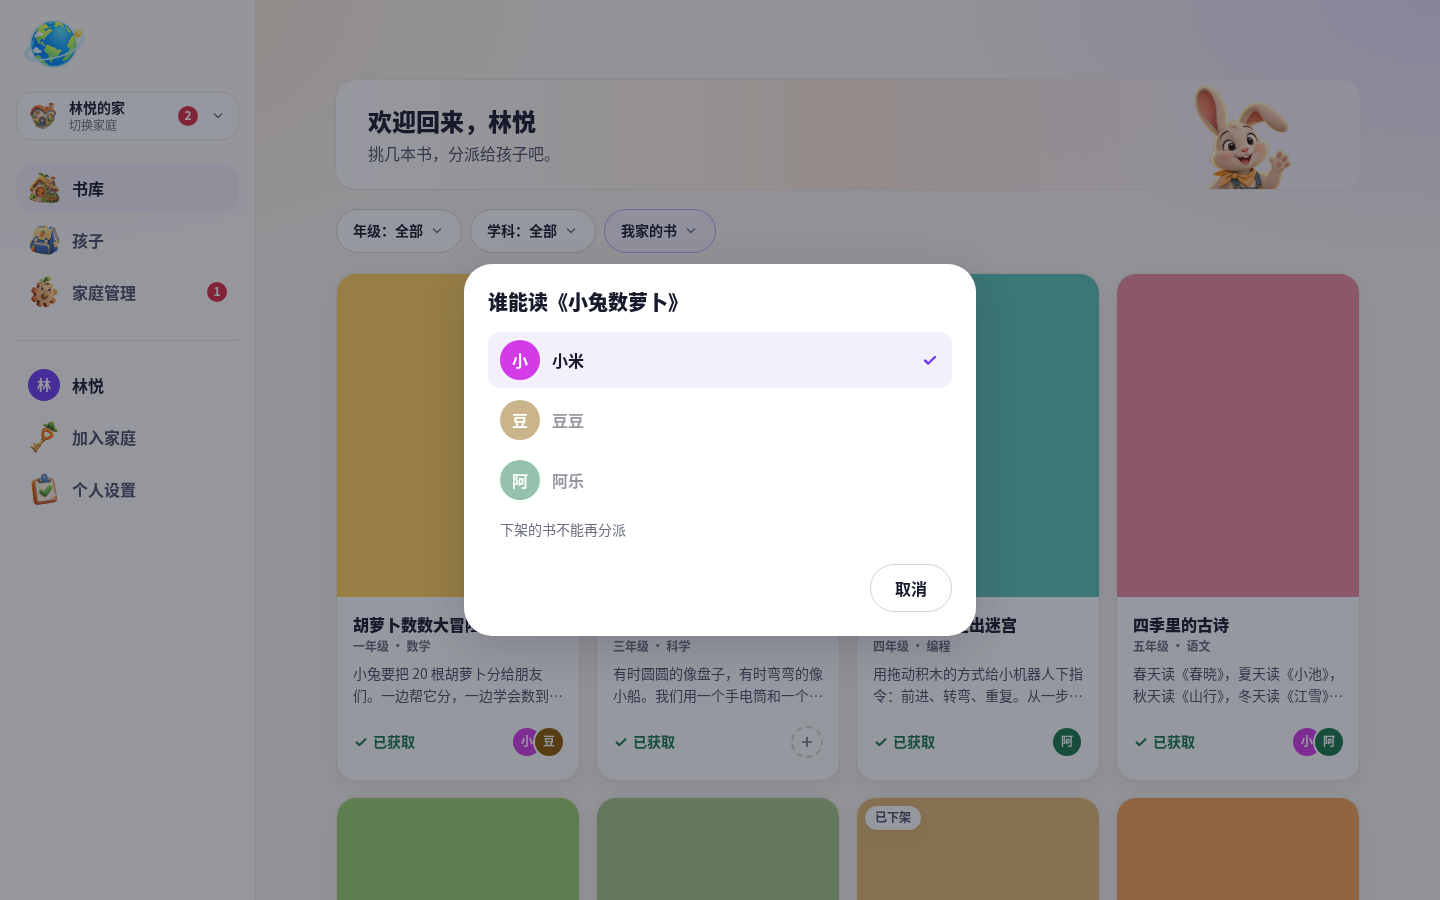 林悦的家
切换家庭
2
书库
孩子
家庭管理
1
林
林悦
加入家庭
个人设置
欢迎回来，林悦
挑几本书，分派给孩子吧。
年级：全部
学科：全部
我家的书
谁能读《小兔数萝卜》
小
小米
豆
豆豆
阿
阿乐
下架的书不能再分派
取消
胡萝卜数数大冒
一年级 · 数学
小兔要把 20 根胡萝卜分给朋友
们。一边帮它分，一边学会数到…
已获取
小
豆
三年级 · 科学
有时圆圆的像盘子，有时弯弯的像
小船。我们用一个手电筒和一个…
已获取
出迷宫
四年级 · 编程
用拖动积木的方式给小机器人下指
令：前进、转弯、重复。从一步…
已获取
阿
四季里的古诗
五年级 · 语文
春天读《春晓》，夏天读《小池》，
秋天读《山行》，冬天读《江雪》…
已获取
小
阿
已下架